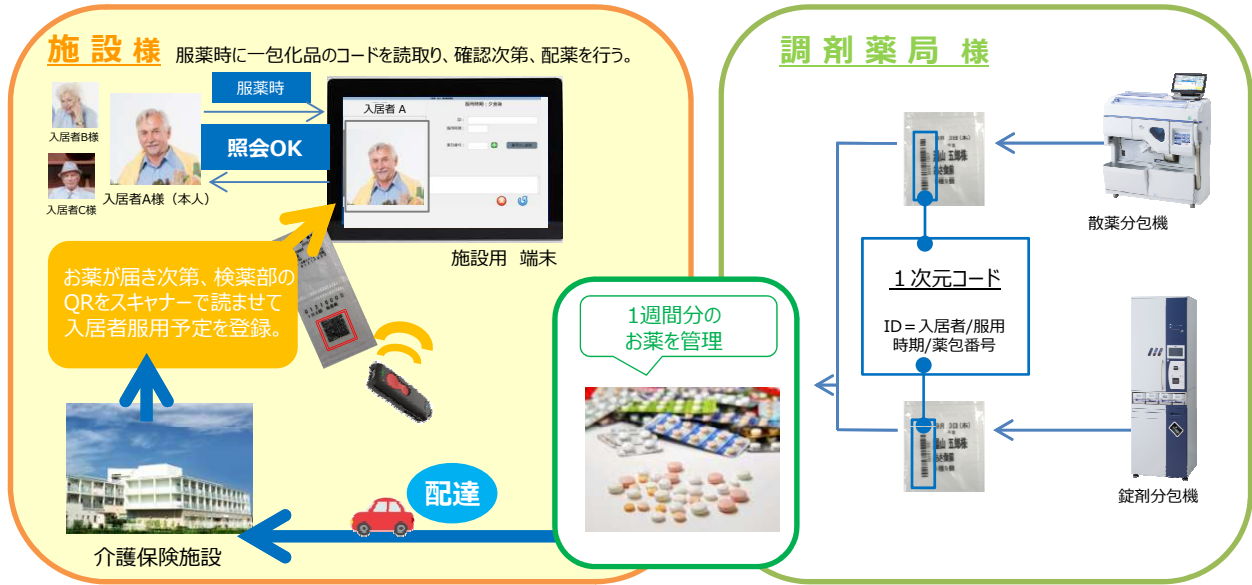 施設様
服薬時に一包化品のコードを読取り、確認次第、配薬を行う。
服薬時
照会OK
入居者B様
入居者C様
入居者A様（本人）
入居者 A
服用時期：夕食後
施設用 端末
お薬が届き次第、検薬部の
QRをスキャナーで読ませて
入居者服用予定を登録。
介護保険施設
配達
1週間分の
お薬を管理
調剤薬局 様
散薬分包機
１次元コード
ID＝入居者/服用
時期/薬包番号
錠剤分包機